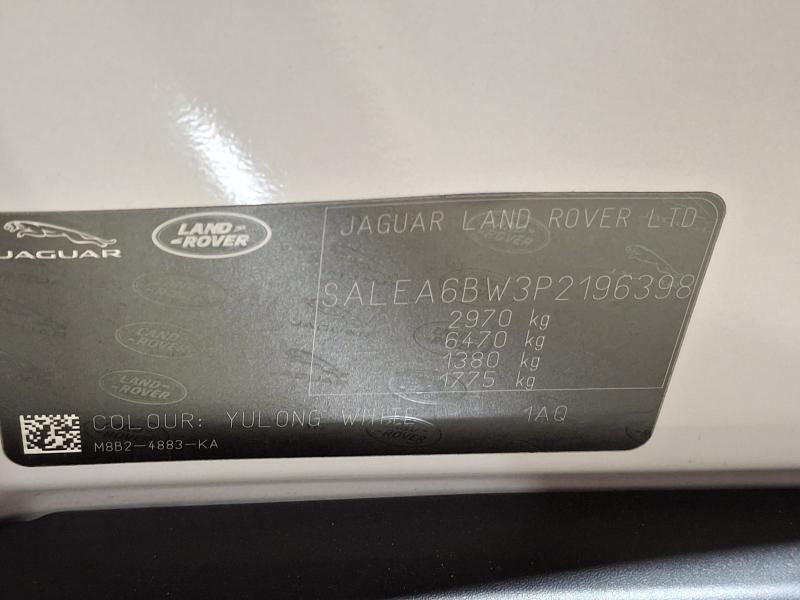 JAGUAR
LAND-
-ROVER
JAGUAR LAND ROVER LTD
SALEA6BW3P2196398
2970 kg
6470 kg
1380 kg
1775 kg
COLOUR: YULONG WHITE 1AQ
M8B2-4883-KA